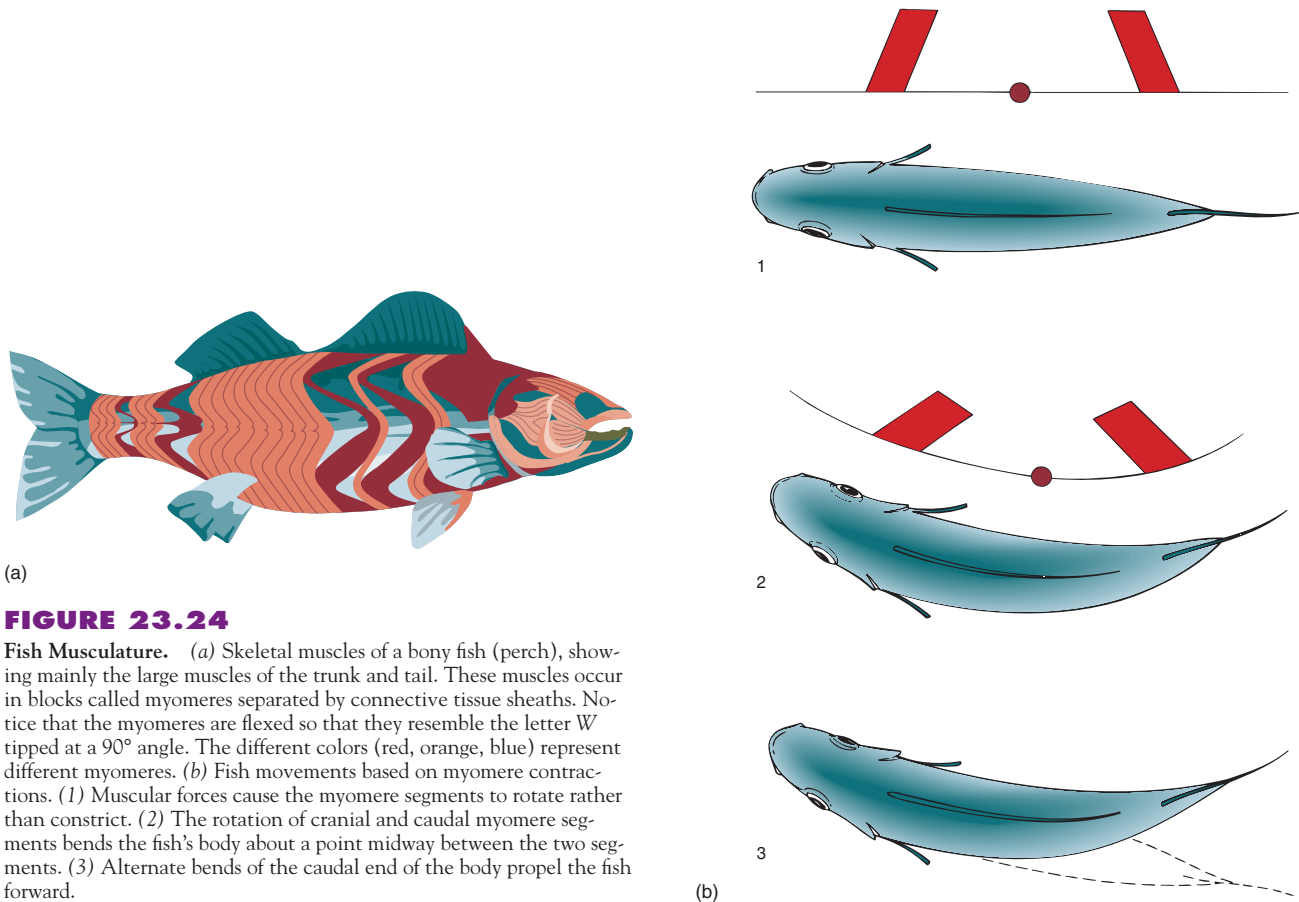 (a)
FIGURE 23.24
Fish Musculature. (a) Skeletal muscles of a bony fish (perch), show-
ing mainly the large muscles of the trunk and tail. These muscles occur
in blocks called myomeres separated by connective tissue sheaths. No-
tice that the myomeres are flexed so that they resemble the letter W
tipped at a 90° angle. The different colors (red, orange, blue) represent
different myomeres. (b) Fish movements based on myomere contrac-
tions. (1) Muscular forces cause the myomere segments to rotate rather
than constrict. (2) The rotation of cranial and caudal myomere seg-
ments bends the fish's body about a point midway between the two seg-
ments. (3) Alternate bends of the caudal end of the body propel the fish
forward.
1
2
3
(b)